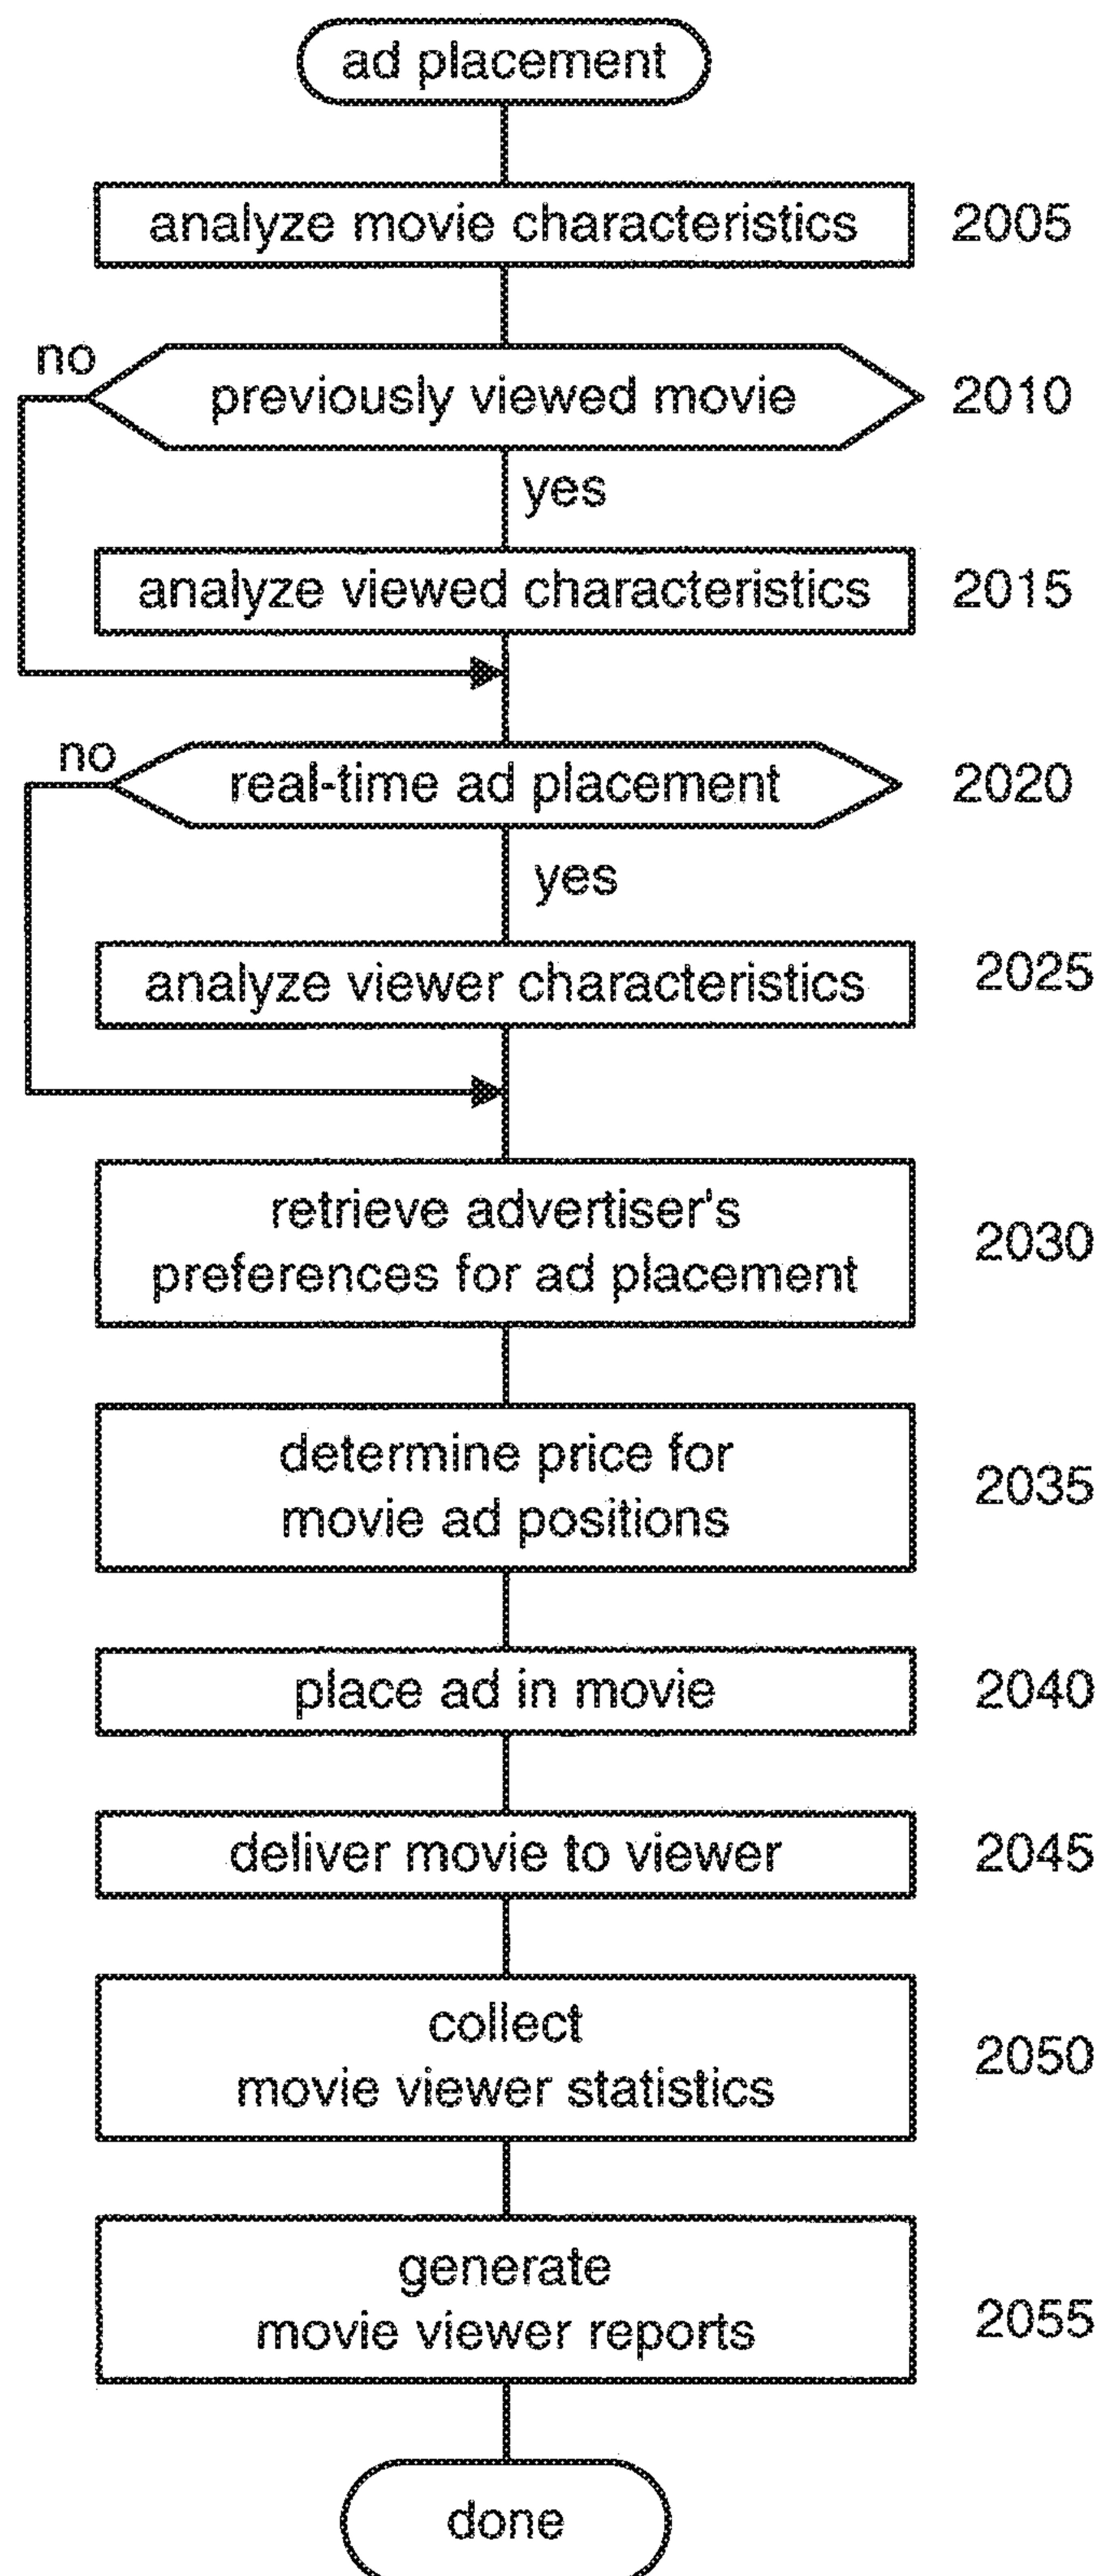 ad placement
analyze movie characteristics 2005
no
previously viewed movie 2010
yes
analyze viewed characteristics 2015
no
real-time ad placement 2020
yes
analyze viewer characteristics 2025
retrieve advertiser's
preferences for ad placement
2030
determine price for
movie ad positions
2035
place ad in movie 2040
deliver movie to viewer 2045
collect
movie viewer statistics
2050
generate
movie viewer reports
2055
done